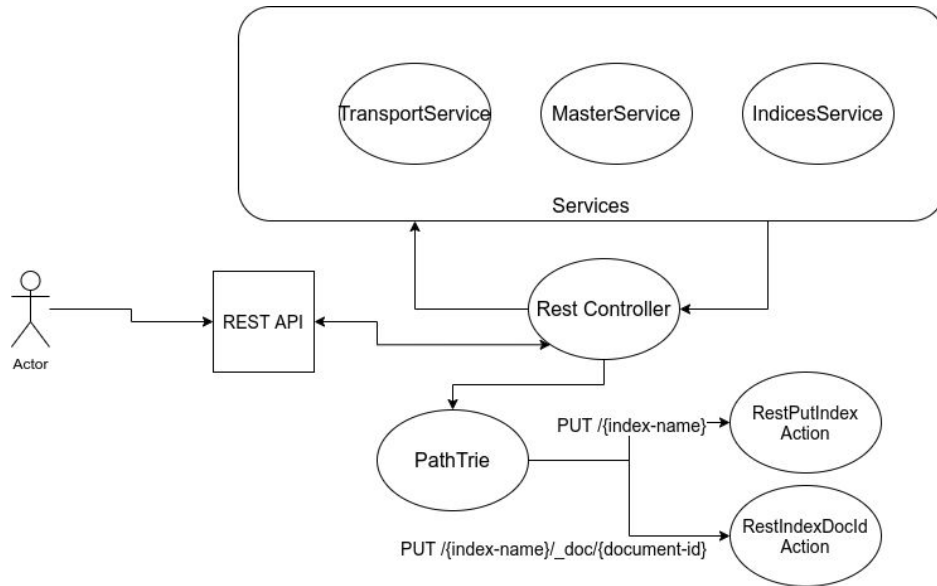 TransportService
MasterService
IndicesService
Services
Rest Controller
REST API
Actor
PUT /{index-name}
RestPutIndex
Action
PathTrie
PUT /{index-name}/_doc/{document-id}
RestIndexDocId
Action